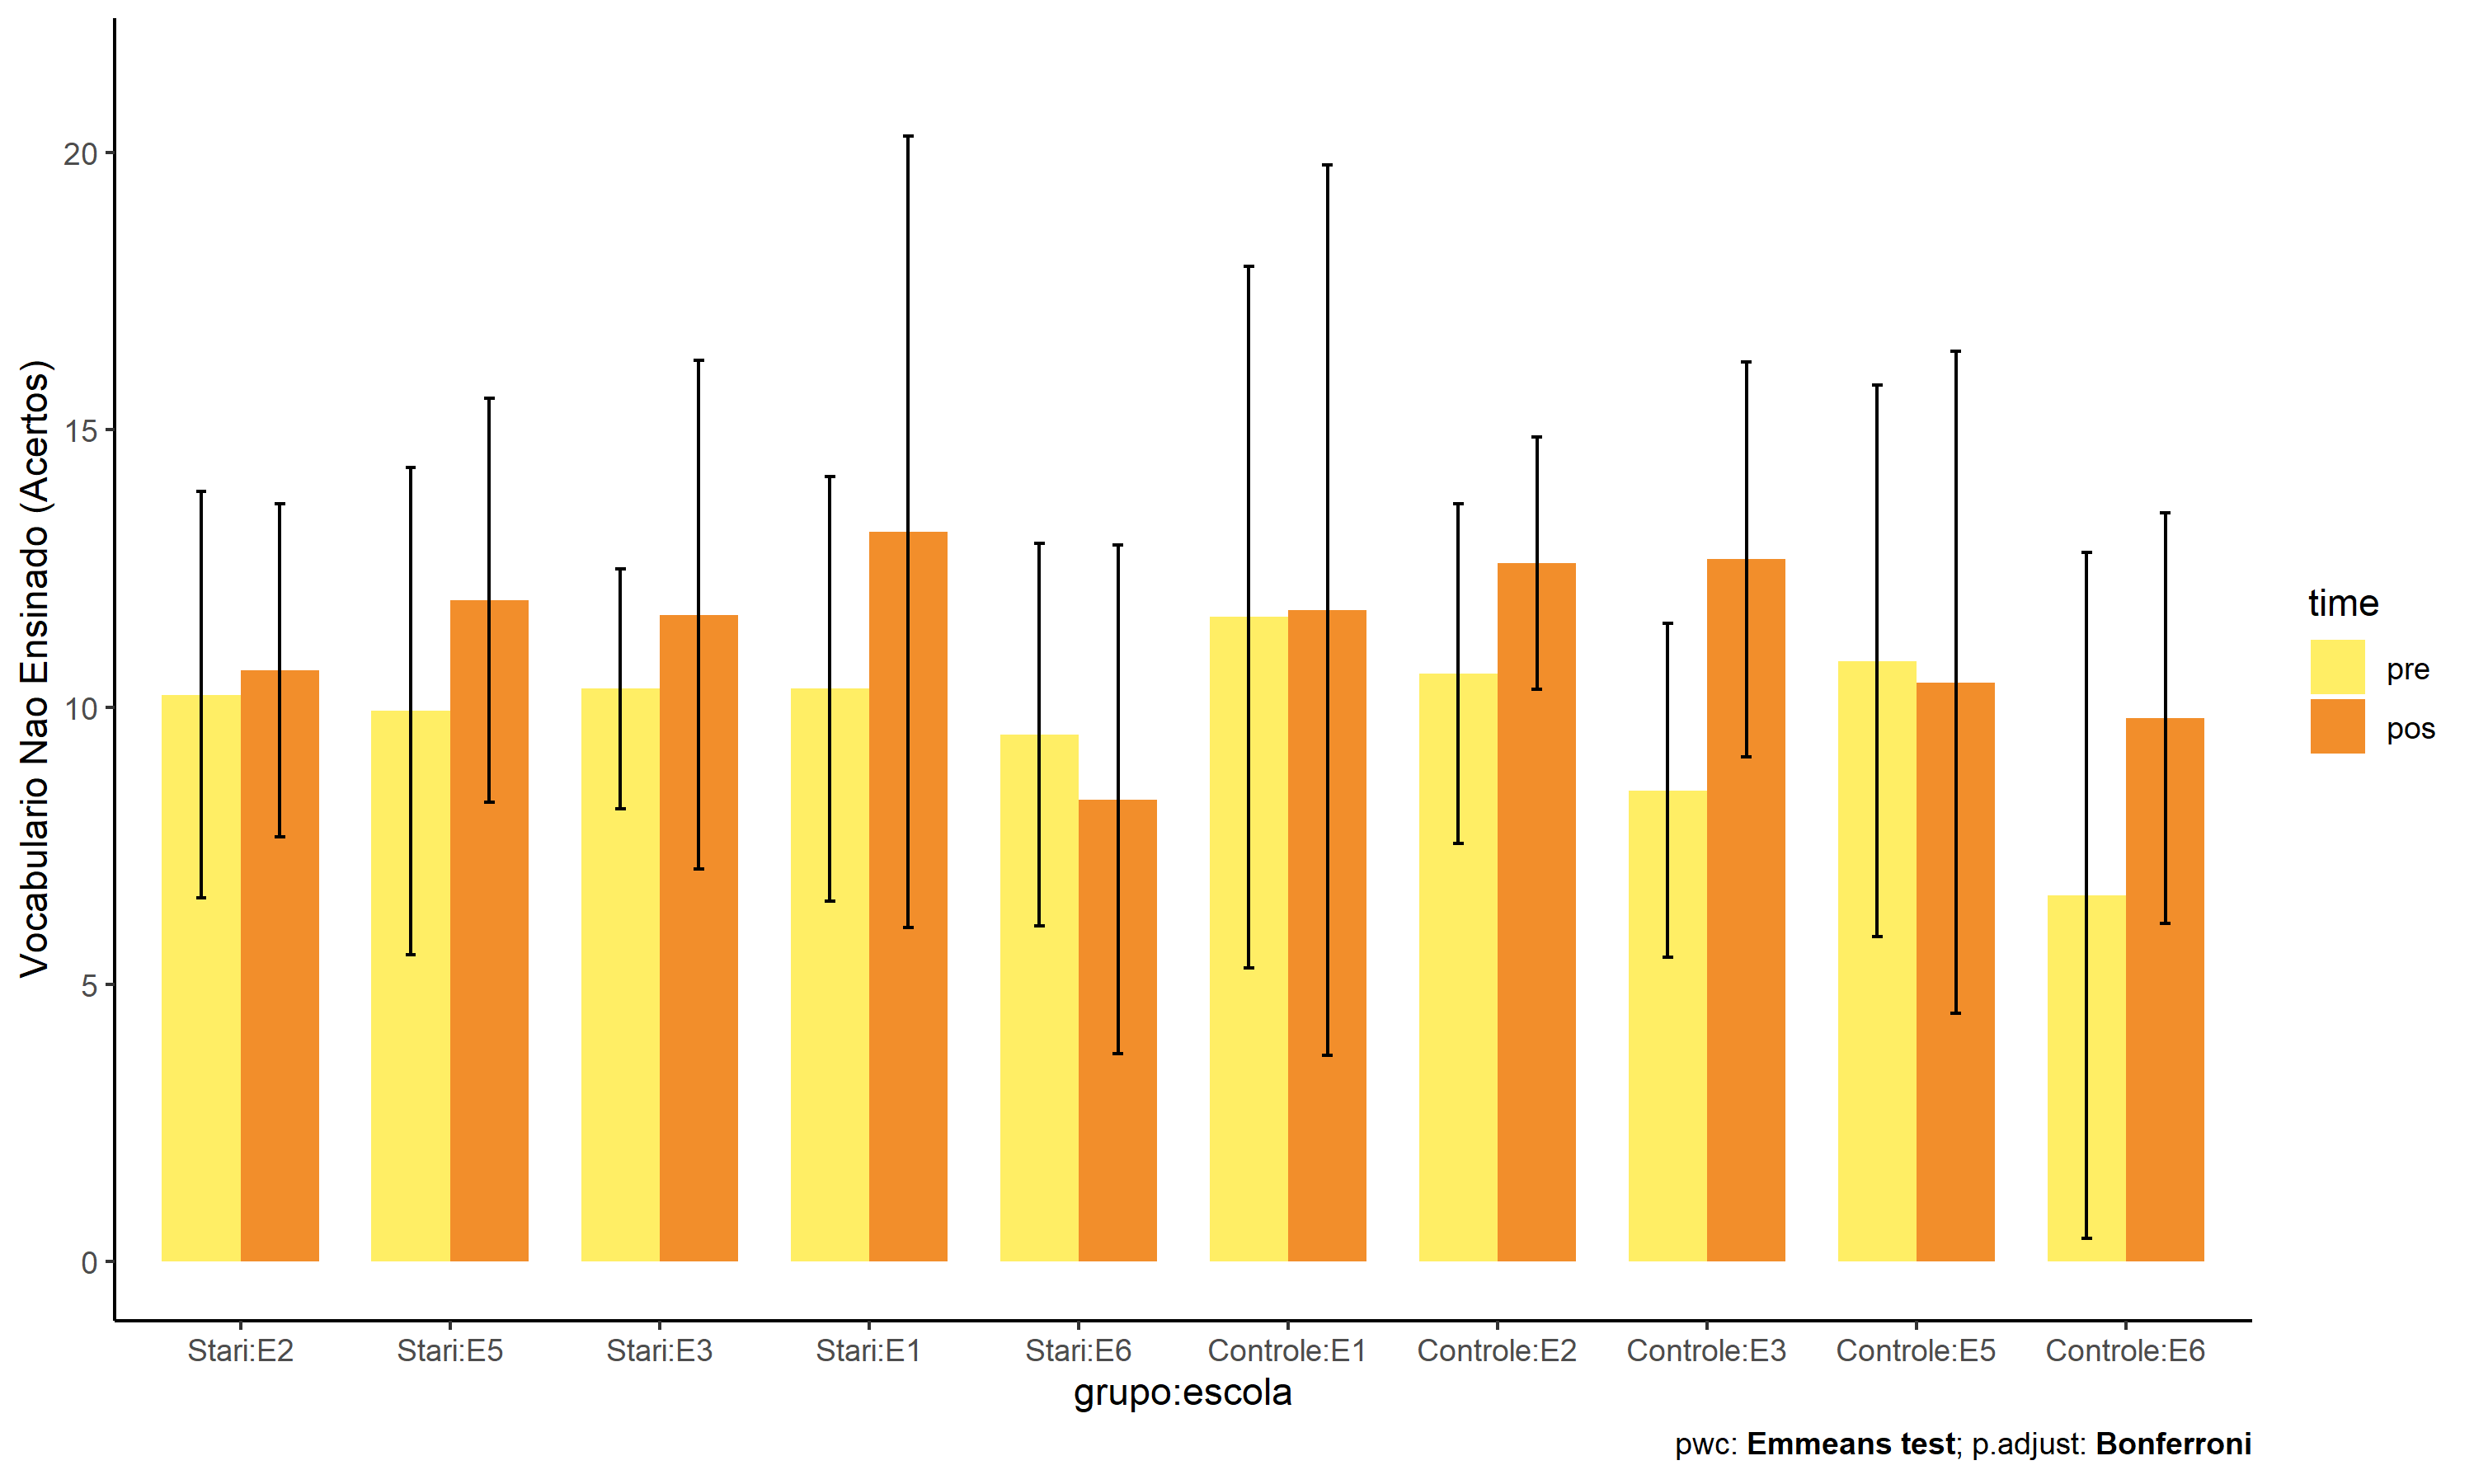 Vocabulario Nao Ensinado (Acertos)
20
15
10
5
0
Stari:E2 Stari:E5 Stari:E3 Stari:E1 Stari:E6 Controle:E1 Controle:E2 Controle:E3 Controle:E5 Controle:E6
grupo:escola
time
pre
pos
pwc: Emmeans test; p.adjust: Bonferroni